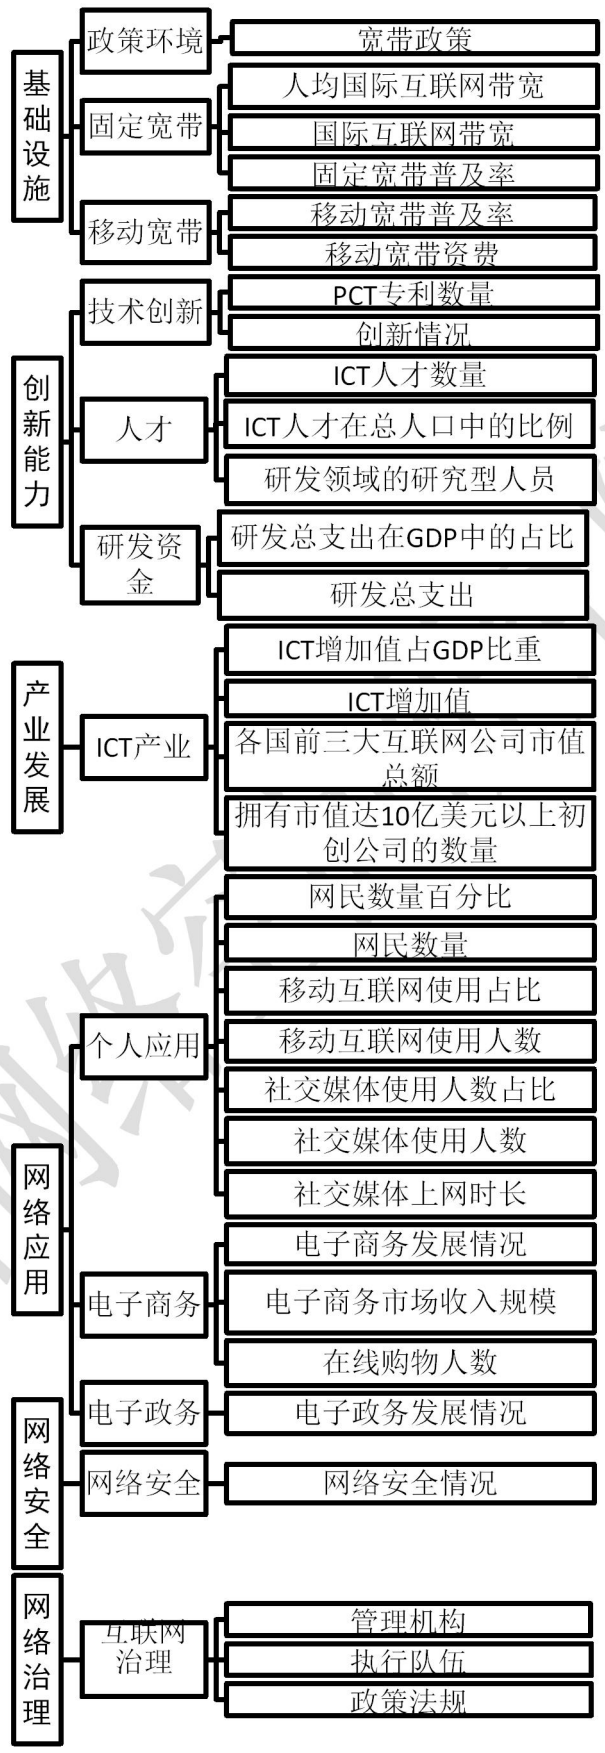 基础设施
政策环境
宽带政策
固定宽带
人均国际互联网带宽
国际互联网带宽
固定宽带普及率
移动宽带
移动宽带普及率
移动宽带资费
创新能力
技术创新
PCT专利数量
创新情况
人才
ICT人才数量
ICT人才在总人口中的比例
研发领域的研究型人员
研发资
金
研发总支出在GDP中的占比
研发总支出
产业发展
ICT产业
ICT增加值占GDP比重
ICT增加值
各国前三大互联网公司市值
总额
拥有市值达10亿美元以上初
创公司的数量
网络应用
个人应用
网民数量百分比
网民数量
移动互联网使用占比
移动互联网使用人数
社交媒体使用人数占比
社交媒体使用人数
社交媒体上网时长
电子商务
电子商务发展情况
电子商务市场收入规模
在线购物人数
电子政务
电子政务发展情况
网络安全
网络安全
网络安全情况
网络治理
互联网
治理
管理机构
执行队伍
政策法规